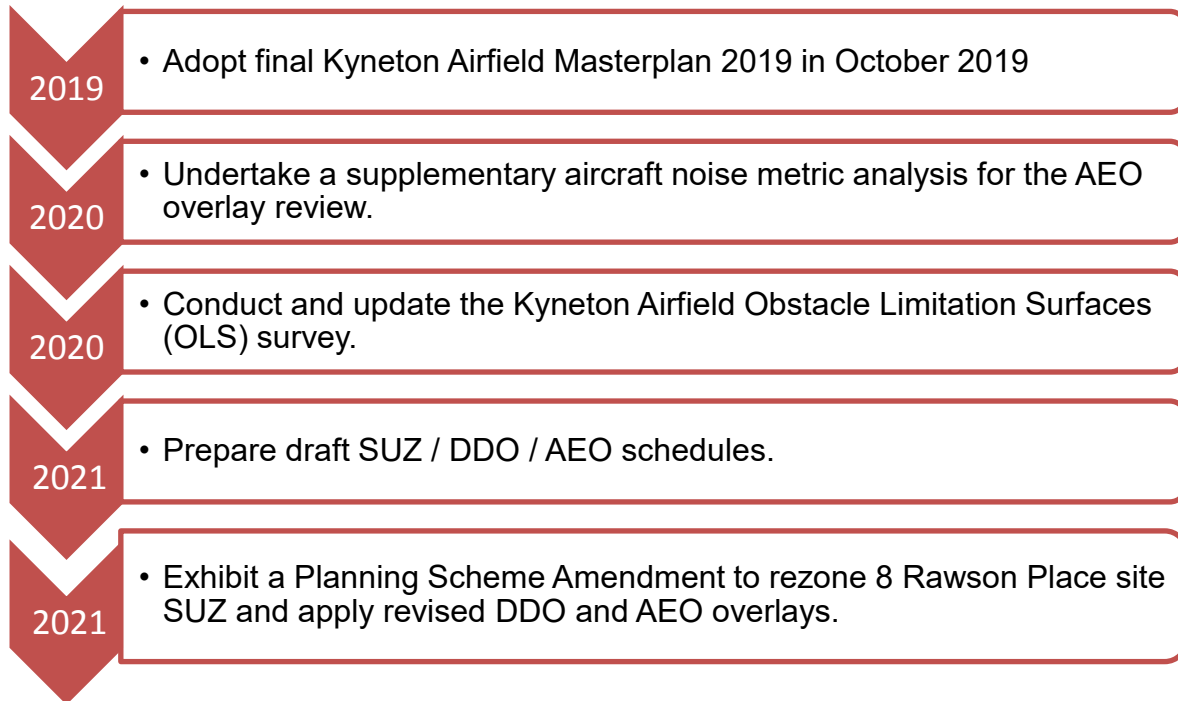 2019
• Adopt final Kyneton Airfield Masterplan 2019 in October 2019
2020
• Undertake a supplementary aircraft noise metric analysis for the AEO
overlay review.
2020
• Conduct and update the Kyneton Airfield Obstacle Limitation Surfaces
(OLS) survey.
2021
• Prepare draft SUZ / DDO / AEO schedules.
2021
• Exhibit a Planning Scheme Amendment to rezone 8 Rawson Place site
SUZ and apply revised DDO and AEO overlays.